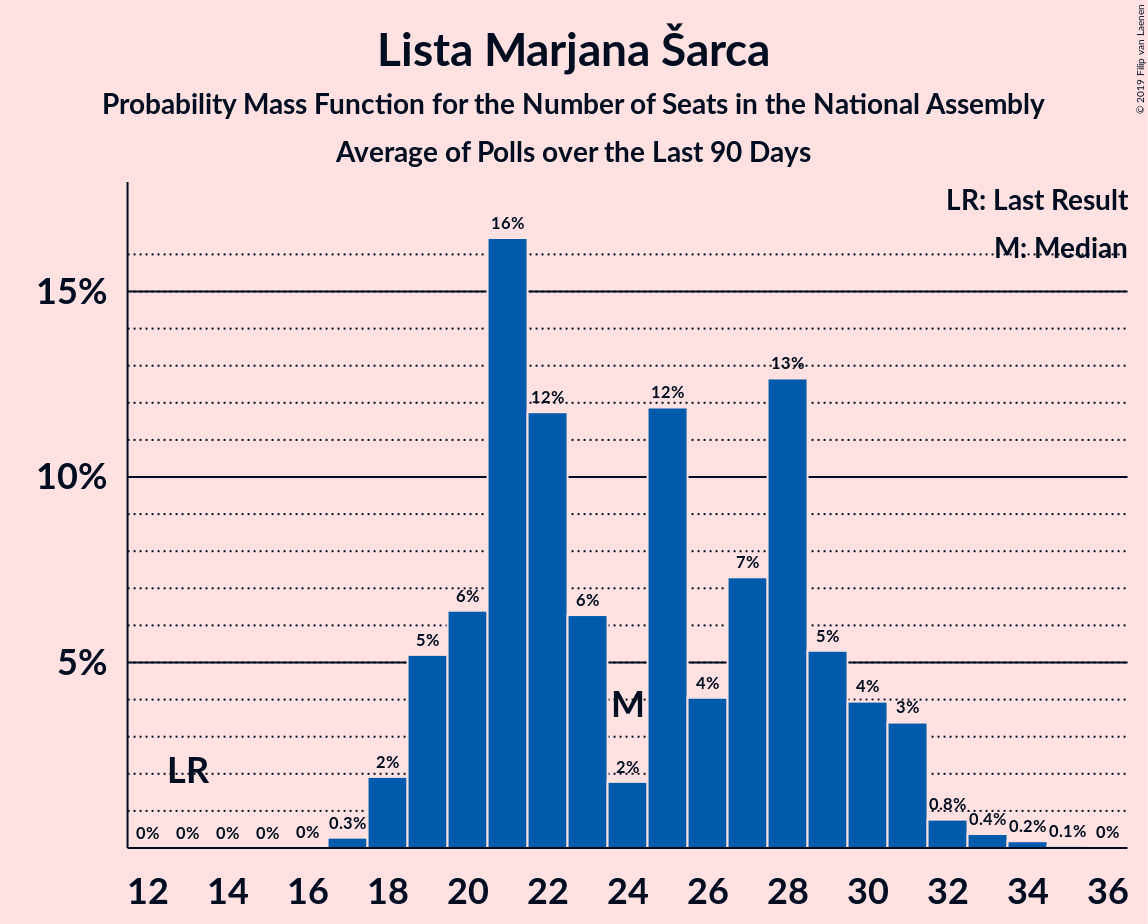 Lista Marjana Šarca
Probability Mass Function for the Number of Seats in the National Assembly
Average of Polls over the Last 90 Days
© 2019 Filip van Laenen
LR: Last Result
M: Median
15%
10%
5%
0% 0% 0% 0% 0% 0.3% 2% 5% 6% 16% 12% 6% 2% 12% 4% 7% 13% 5% 4% 3% 0.8% 0.4% 0.2% 0.1% 0%
LR
M
12 14 16 18 20 22 24 26 28 30 32 34 36